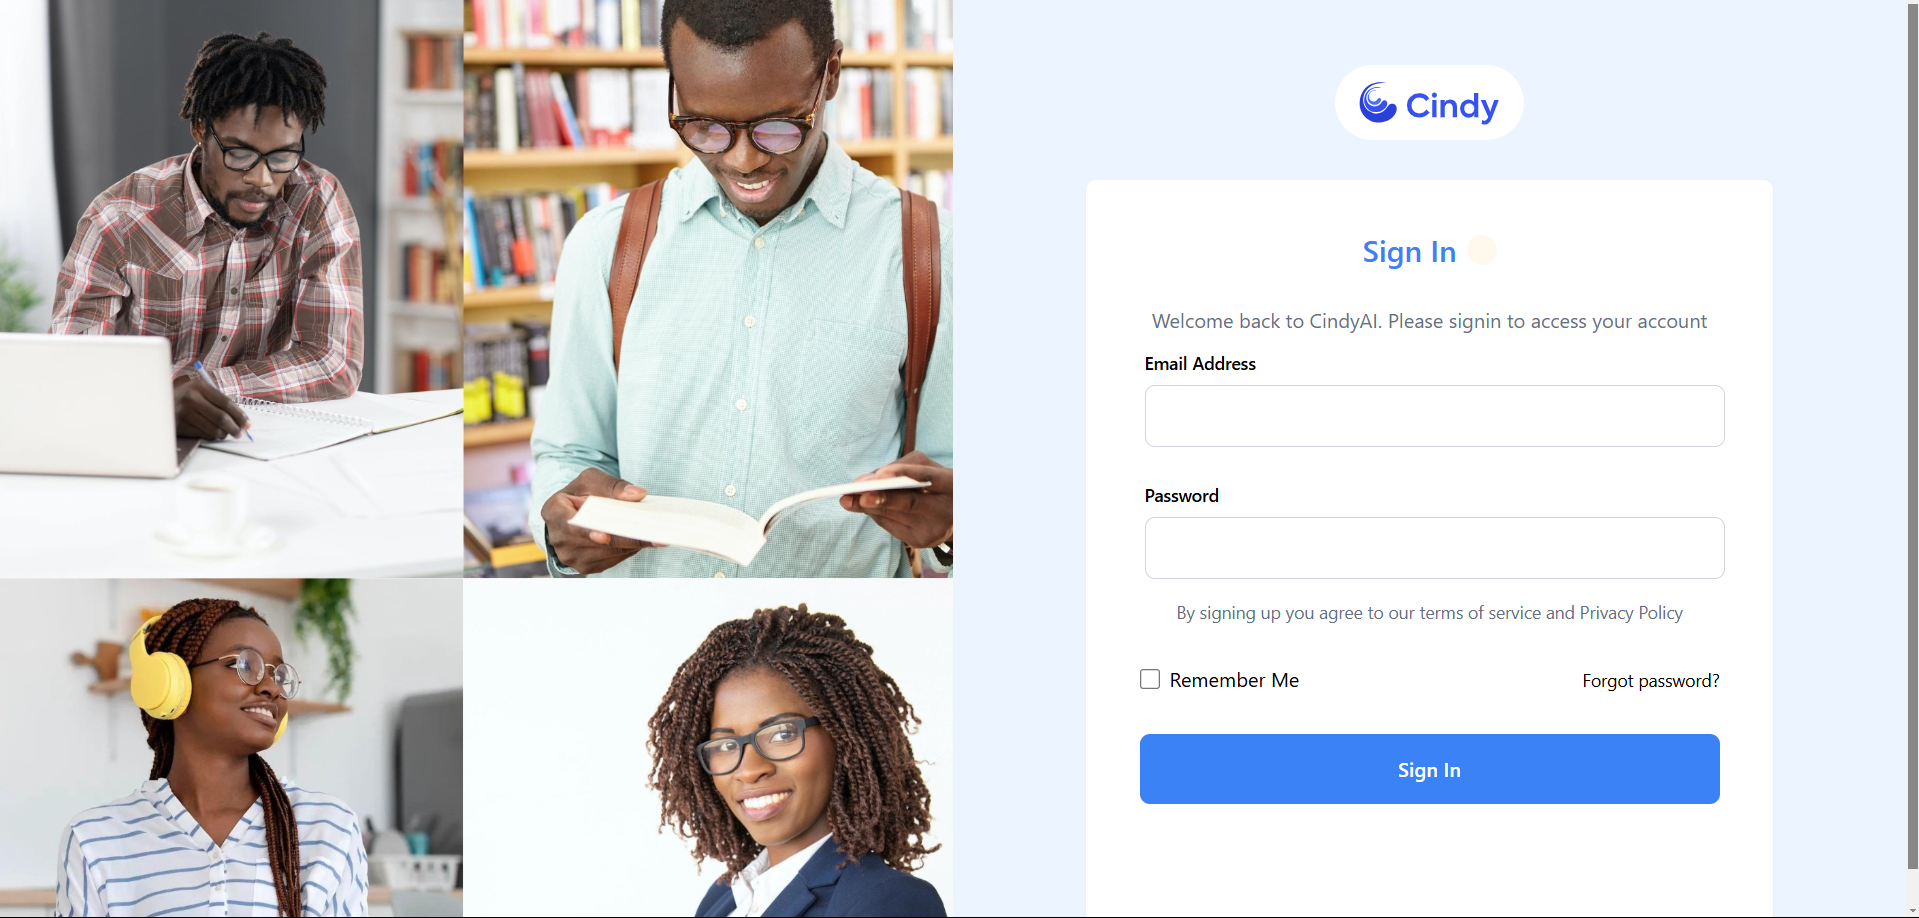 Cindy
Sign In
Welcome back to CindyAI. Please signin to access your account
Email Address
Password
By signing up you agree to our terms of service and Privacy Policy
Remember Me
Forgot password?
Sign In